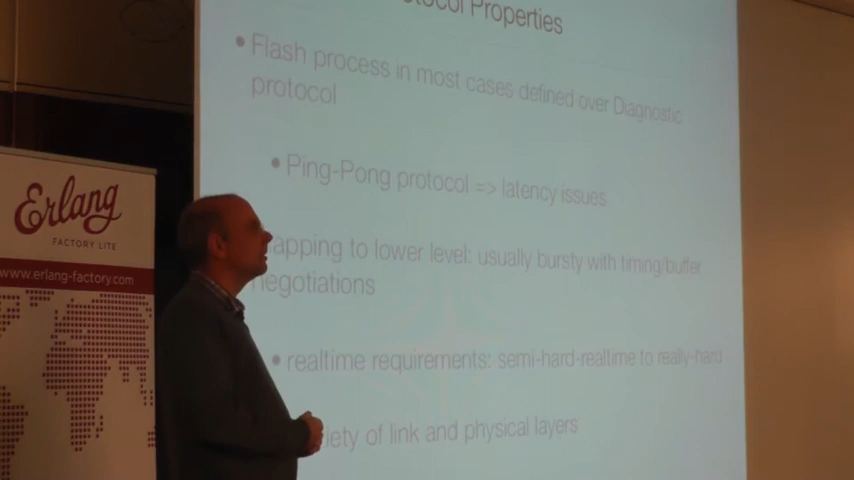 Erlang
FACTORY LITE
www.erlang-factory.com
Properties
• Flash process in most cases defined over Diagnostic
protocol
• Ping-Pong protocol => latency issues
apping to lower level: usually bursty with timing/buffer
negotiations
• realtime requirements: semi-hard-realtime to really-hard
iety of link and physical layers